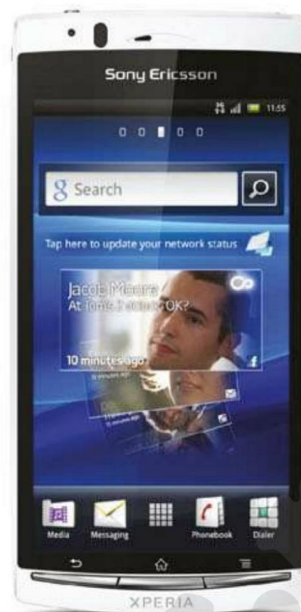 Sony Ericsson
3G 11:55
g Search
Tap here to update your network status
Jacob Moore
10 minutes ago
f
Media Messaging Phonebook Dialer
XPERIA